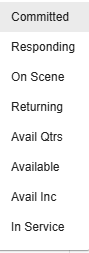 Committed
Responding
On Scene
Returning
Avail Qtrs
Available
Avail Inc
In Service